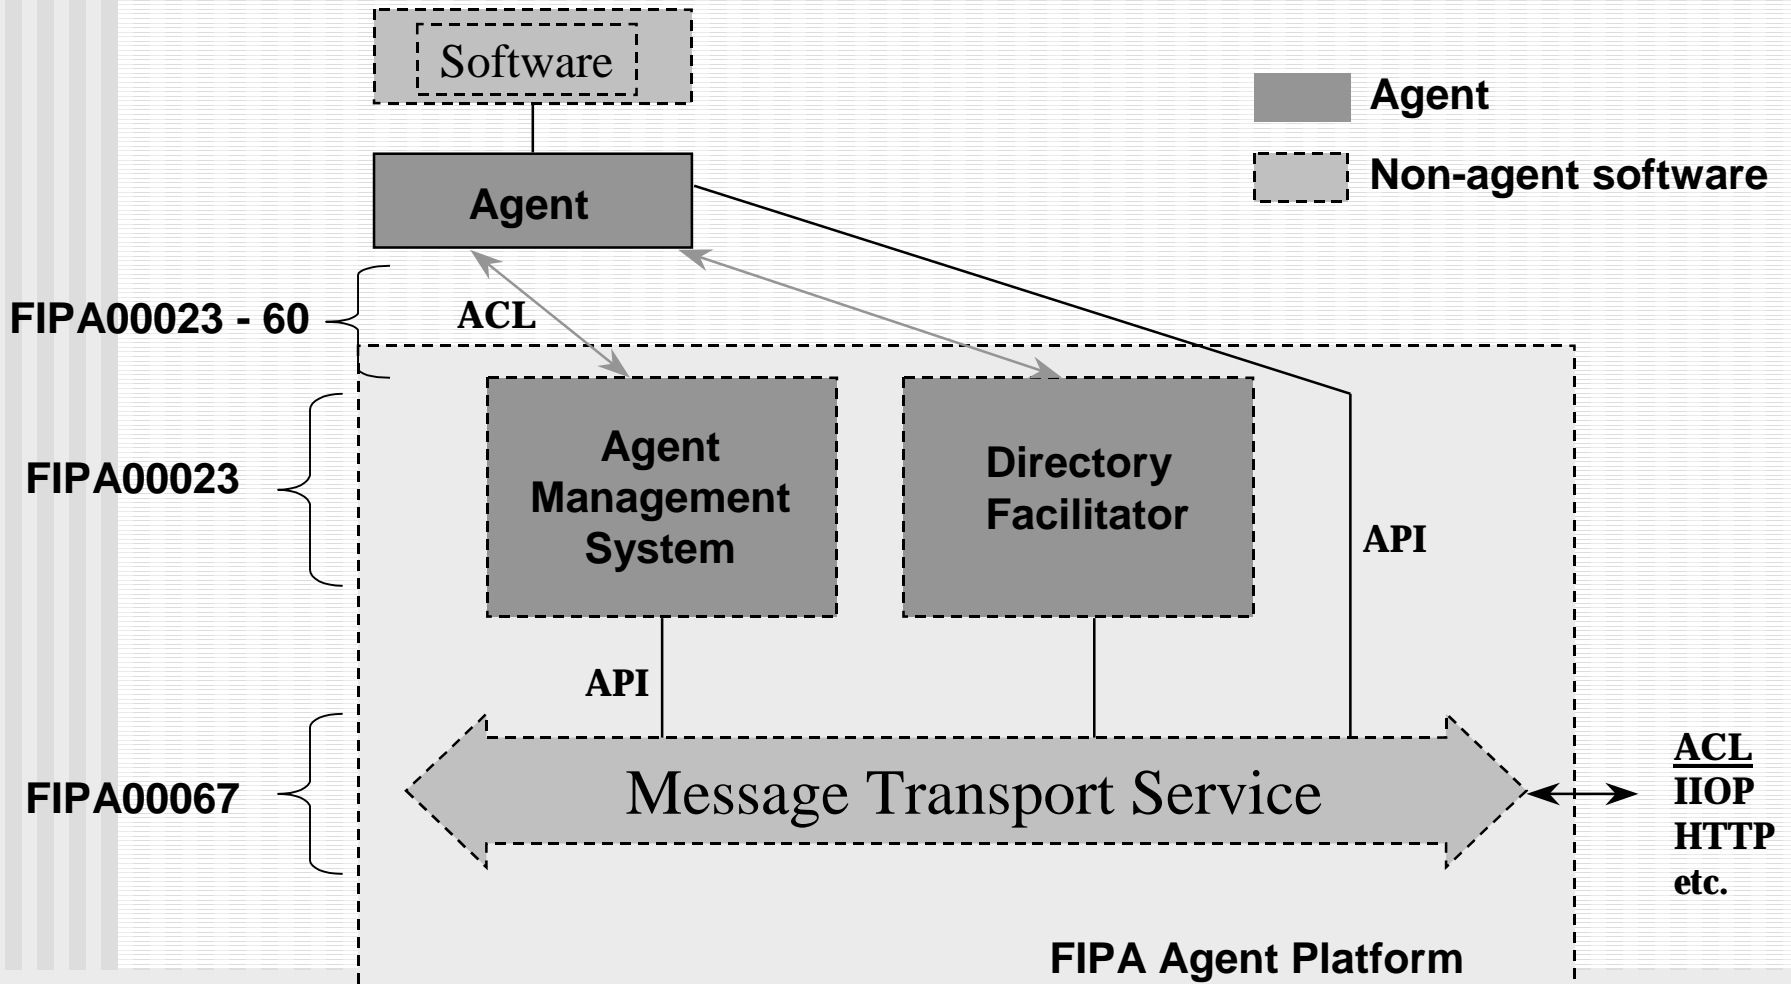 Software
Agent
Agent
Non-agent software
FIPA00023 - 60
ACL
FIPA00023
Agent
Management
System
Directory
Facilitator
API
API
FIPA00067
Message Transport Service
ACL
IIOP
HTTP
etc.
FIPA Agent Platform